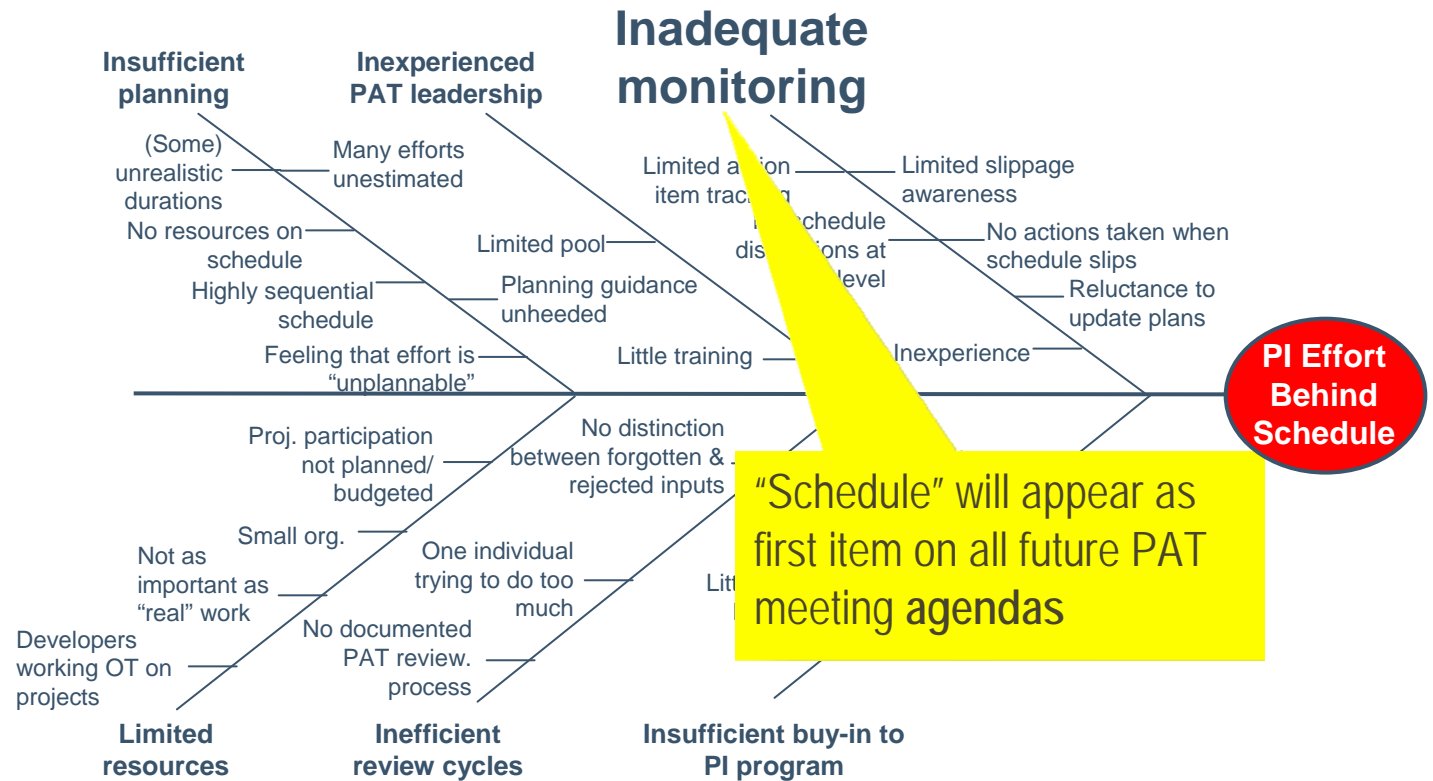 Inadequate
monitoring
Insufficient
planning
Inexperienced
PAT leadership
(Some)
unrealistic
durations
Many efforts
unestimated
No resources on
schedule
Highly sequential
schedule
Planning guidance
unheeded
Feeling that effort is
“unplannable”
Limited pool
Little training
Limited
item
schedule
at
level
Limited slippage
awareness
No actions taken when
schedule slips
Reluctance to
update plans
Inexperience
PI Effort
Behind
Schedule
Proj. participation
not planned/
budgeted
Small org.
Not as
important as
“real” work
Developers
working OT on
projects
No distinction
between forgotten &
rejected inputs
One individual
trying to do too
much
No documented
PAT review.
process
“Schedule” will appear as
first item on all future PAT
meeting agendas
Limited
resources
Inefficient
review cycles
Insufficient buy-in to
PI program